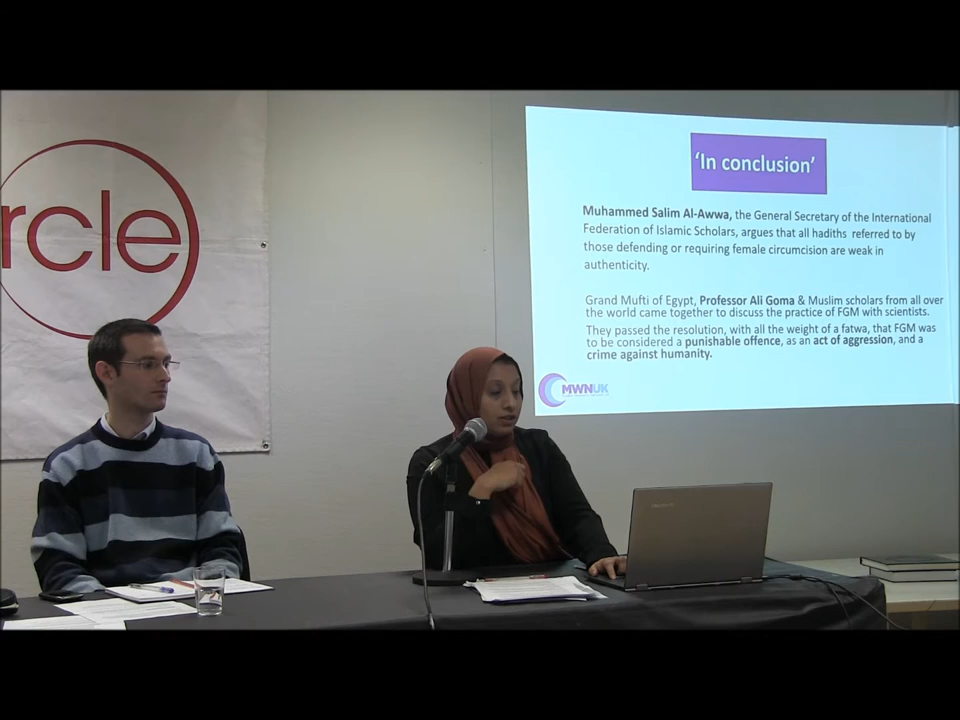 rcle
'In conclusion'
Muhammed Salim Al-Awwa, the General Secretary of the International
Federation of Islamic Scholars, argues that all hadiths referred to by
those defending or requiring female circumcision are weak in
authenticity.
Grand Mufti of Egypt, Professor Ali Goma & Muslim scholars from all over
the world came together to discuss the practice of FGM with scientists.
They passed the resolution, with all the weight of a fatwa, that FGM was
to be considered a punishable offence, as an act of aggression, and a
crime against humanity.
MWNUK